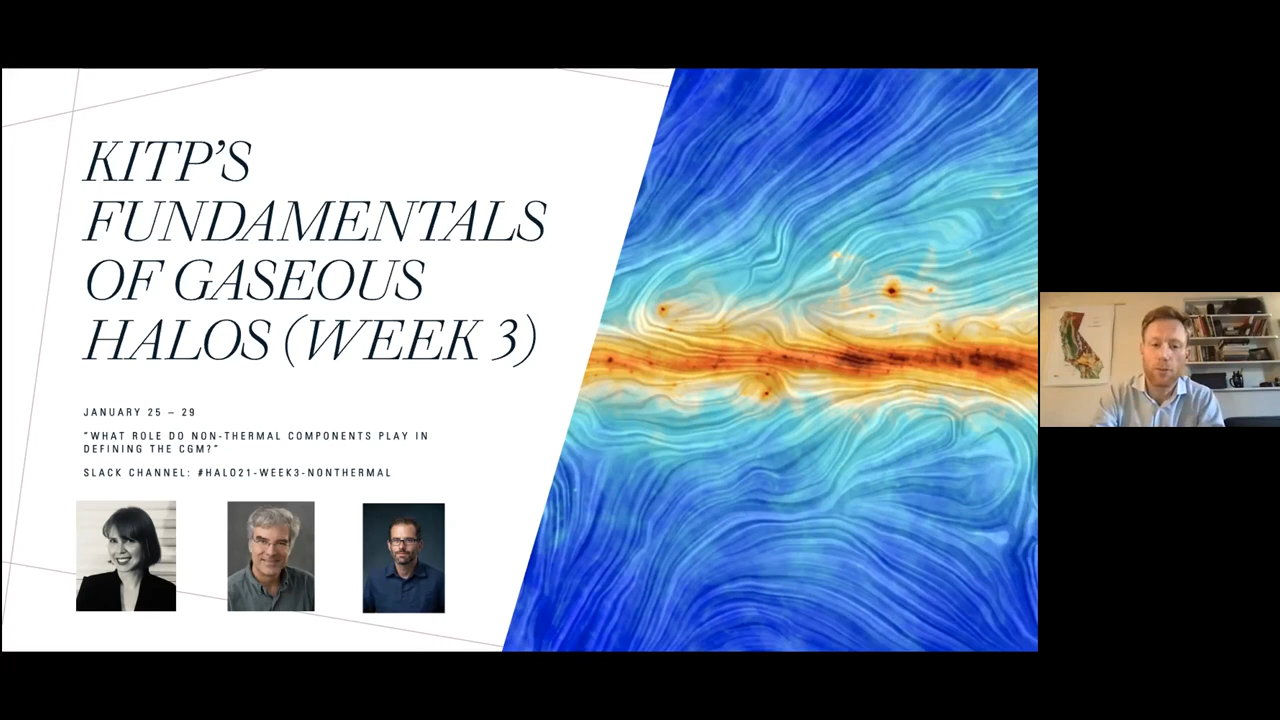 KITP'S
FUNDAMENTALS
OF GASEOUS
HALOS (WEEK 3)
JANUARY 25 – 29
"WHAT ROLE DO NON-THERMAL COMPONENTS PLAY IN
DEFINING THE CGM?"
SLACK CHANNEL: #HALO21-WEEK3-NONTHERMAL